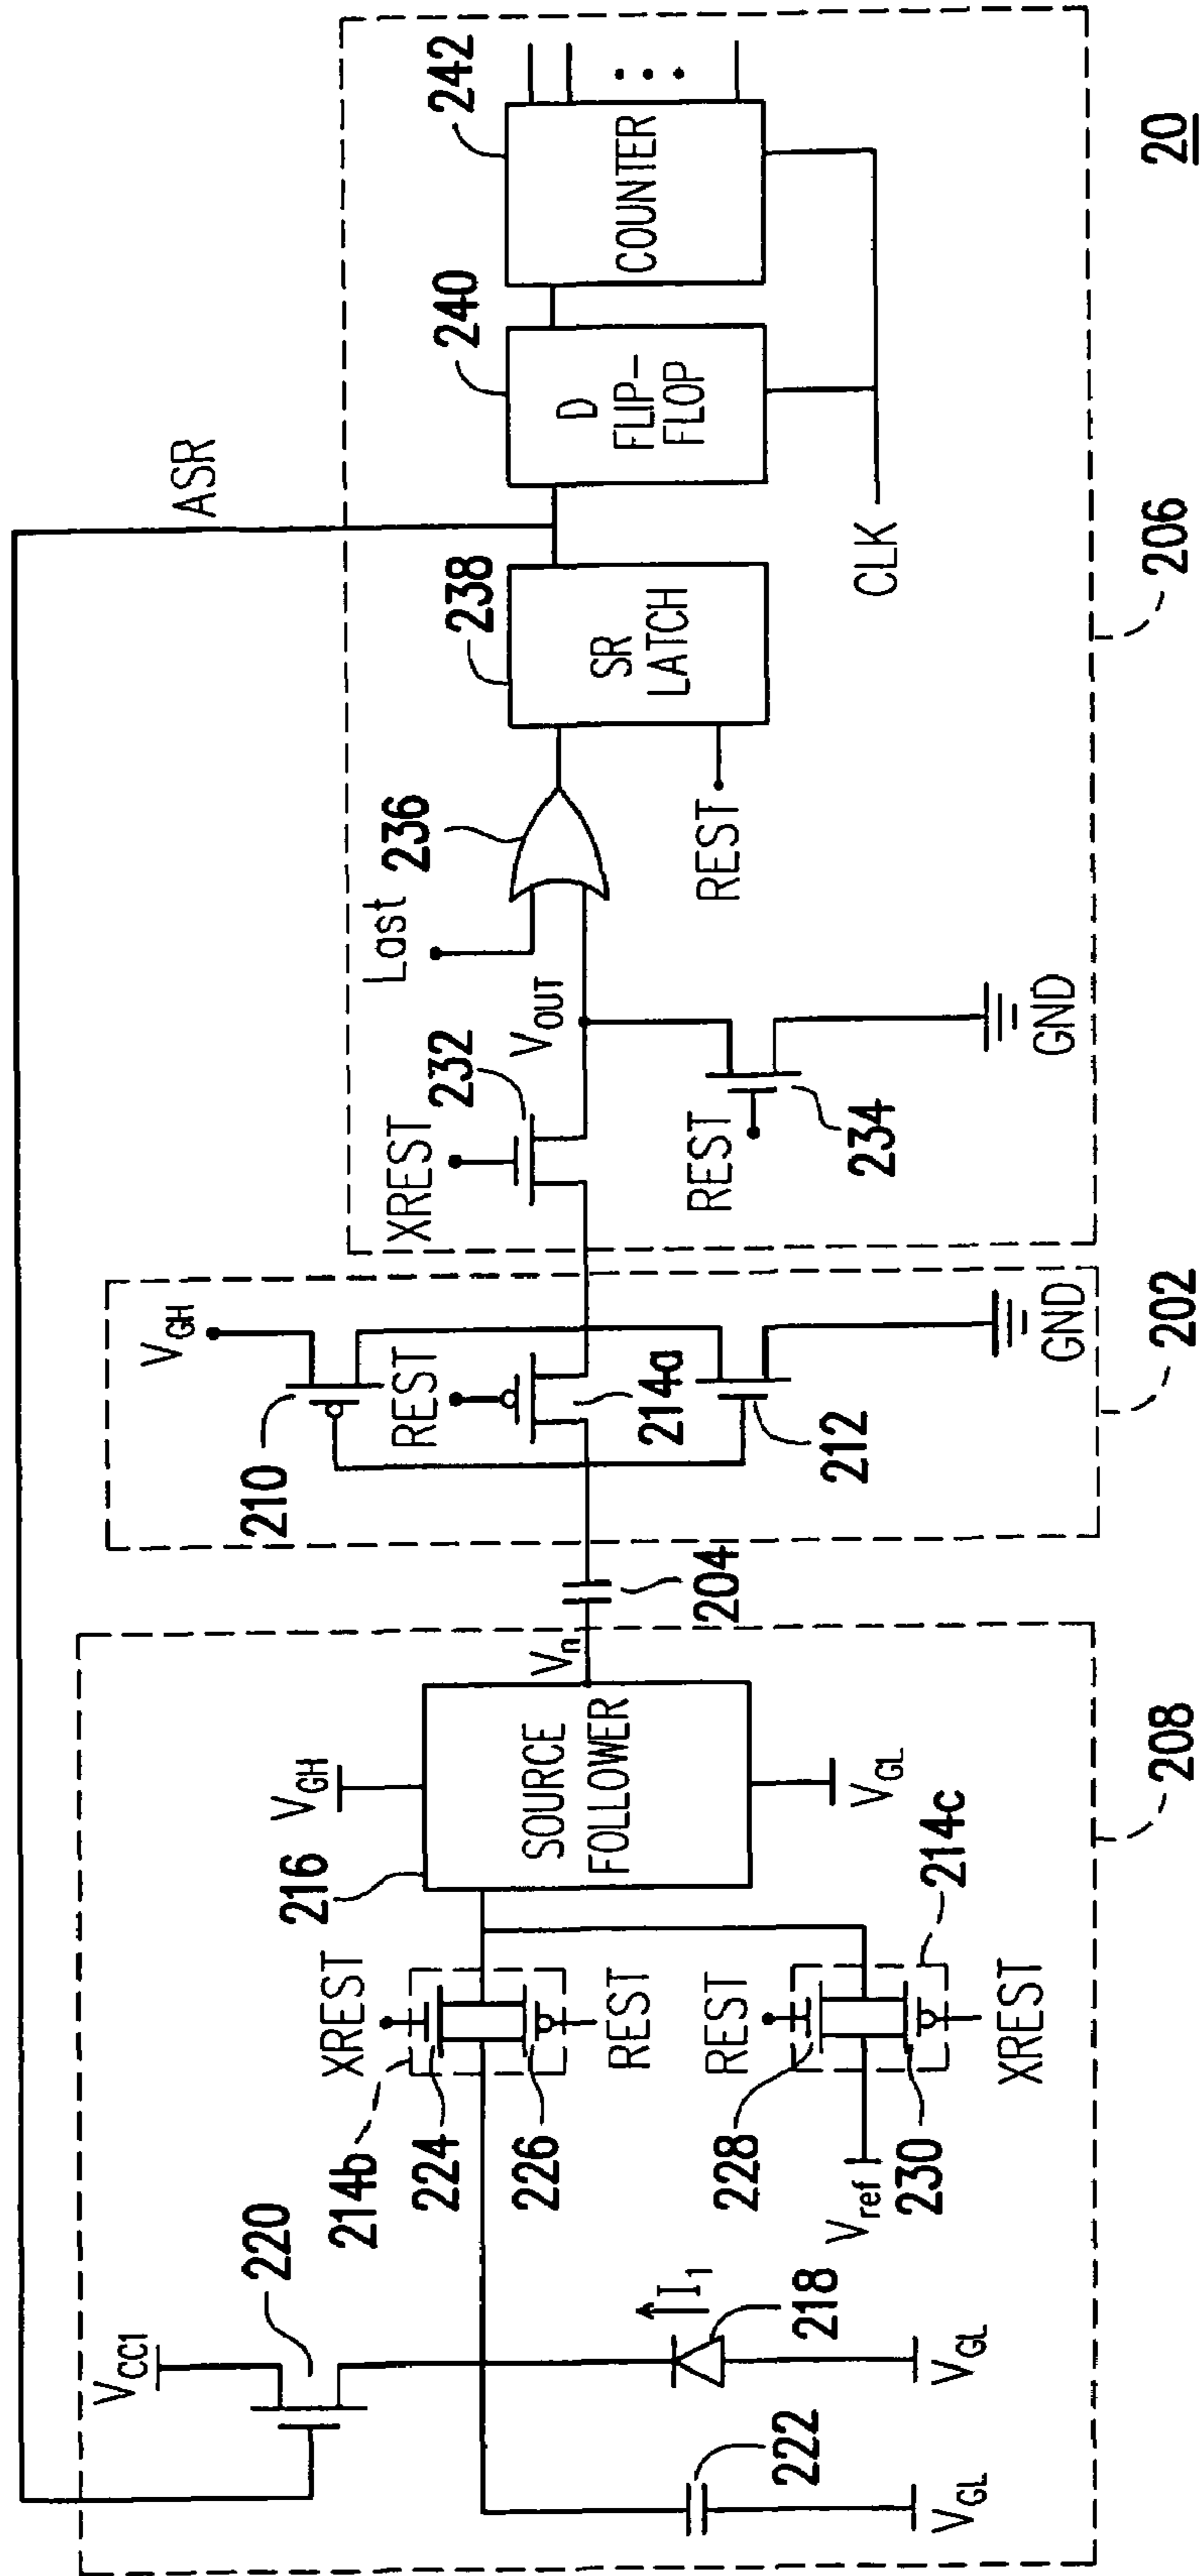 ASR
220
V_CC1
214b
XREST
224
226
REST
216
V_GH
SOURCE
FOLLOWER
V_n
V_GL
I_1
218
V_GL
222
V_GL
228
REST
V_ref
230
XREST
214c
208
204
210
V_GH
REST
214a
212
GND
202
XREST
232
V_OUT
Last
236
REST
234
GND
238
SR
LATCH
REST
240
D
FLIP-
FLOP
242
COUNTER
CLK
206
20